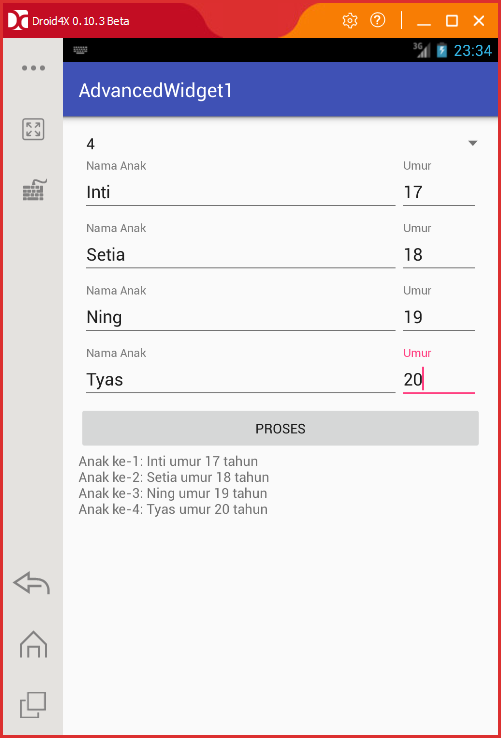 Droid4X 0.10.3 Beta
3G 23:34
AdvancedWidget1
4
Nama Anak Umur
Inti 17
Nama Anak Umur
Setia 18
Nama Anak Umur
Ning 19
Nama Anak Umur
Tyas 20
PROSES
Anak ke-1: Inti umur 17 tahun
Anak ke-2: Setia umur 18 tahun
Anak ke-3: Ning umur 19 tahun
Anak ke-4: Tyas umur 20 tahun